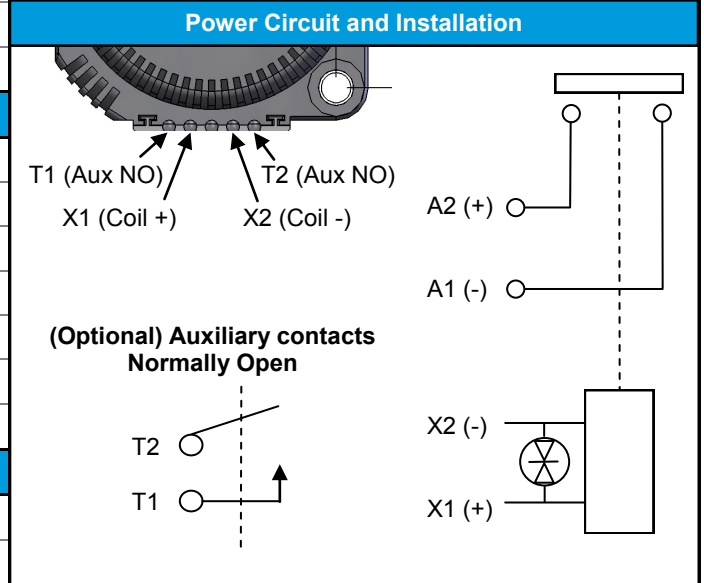 Power Circuit and Installation
T1 (Aux NO)
T2 (Aux NO)
X1 (Coil +)
X2 (Coil -)
A2 (+)
A1 (-)
(Optional) Auxiliary contacts
Normally Open
T2
T1
X2 (-)
X1 (+)